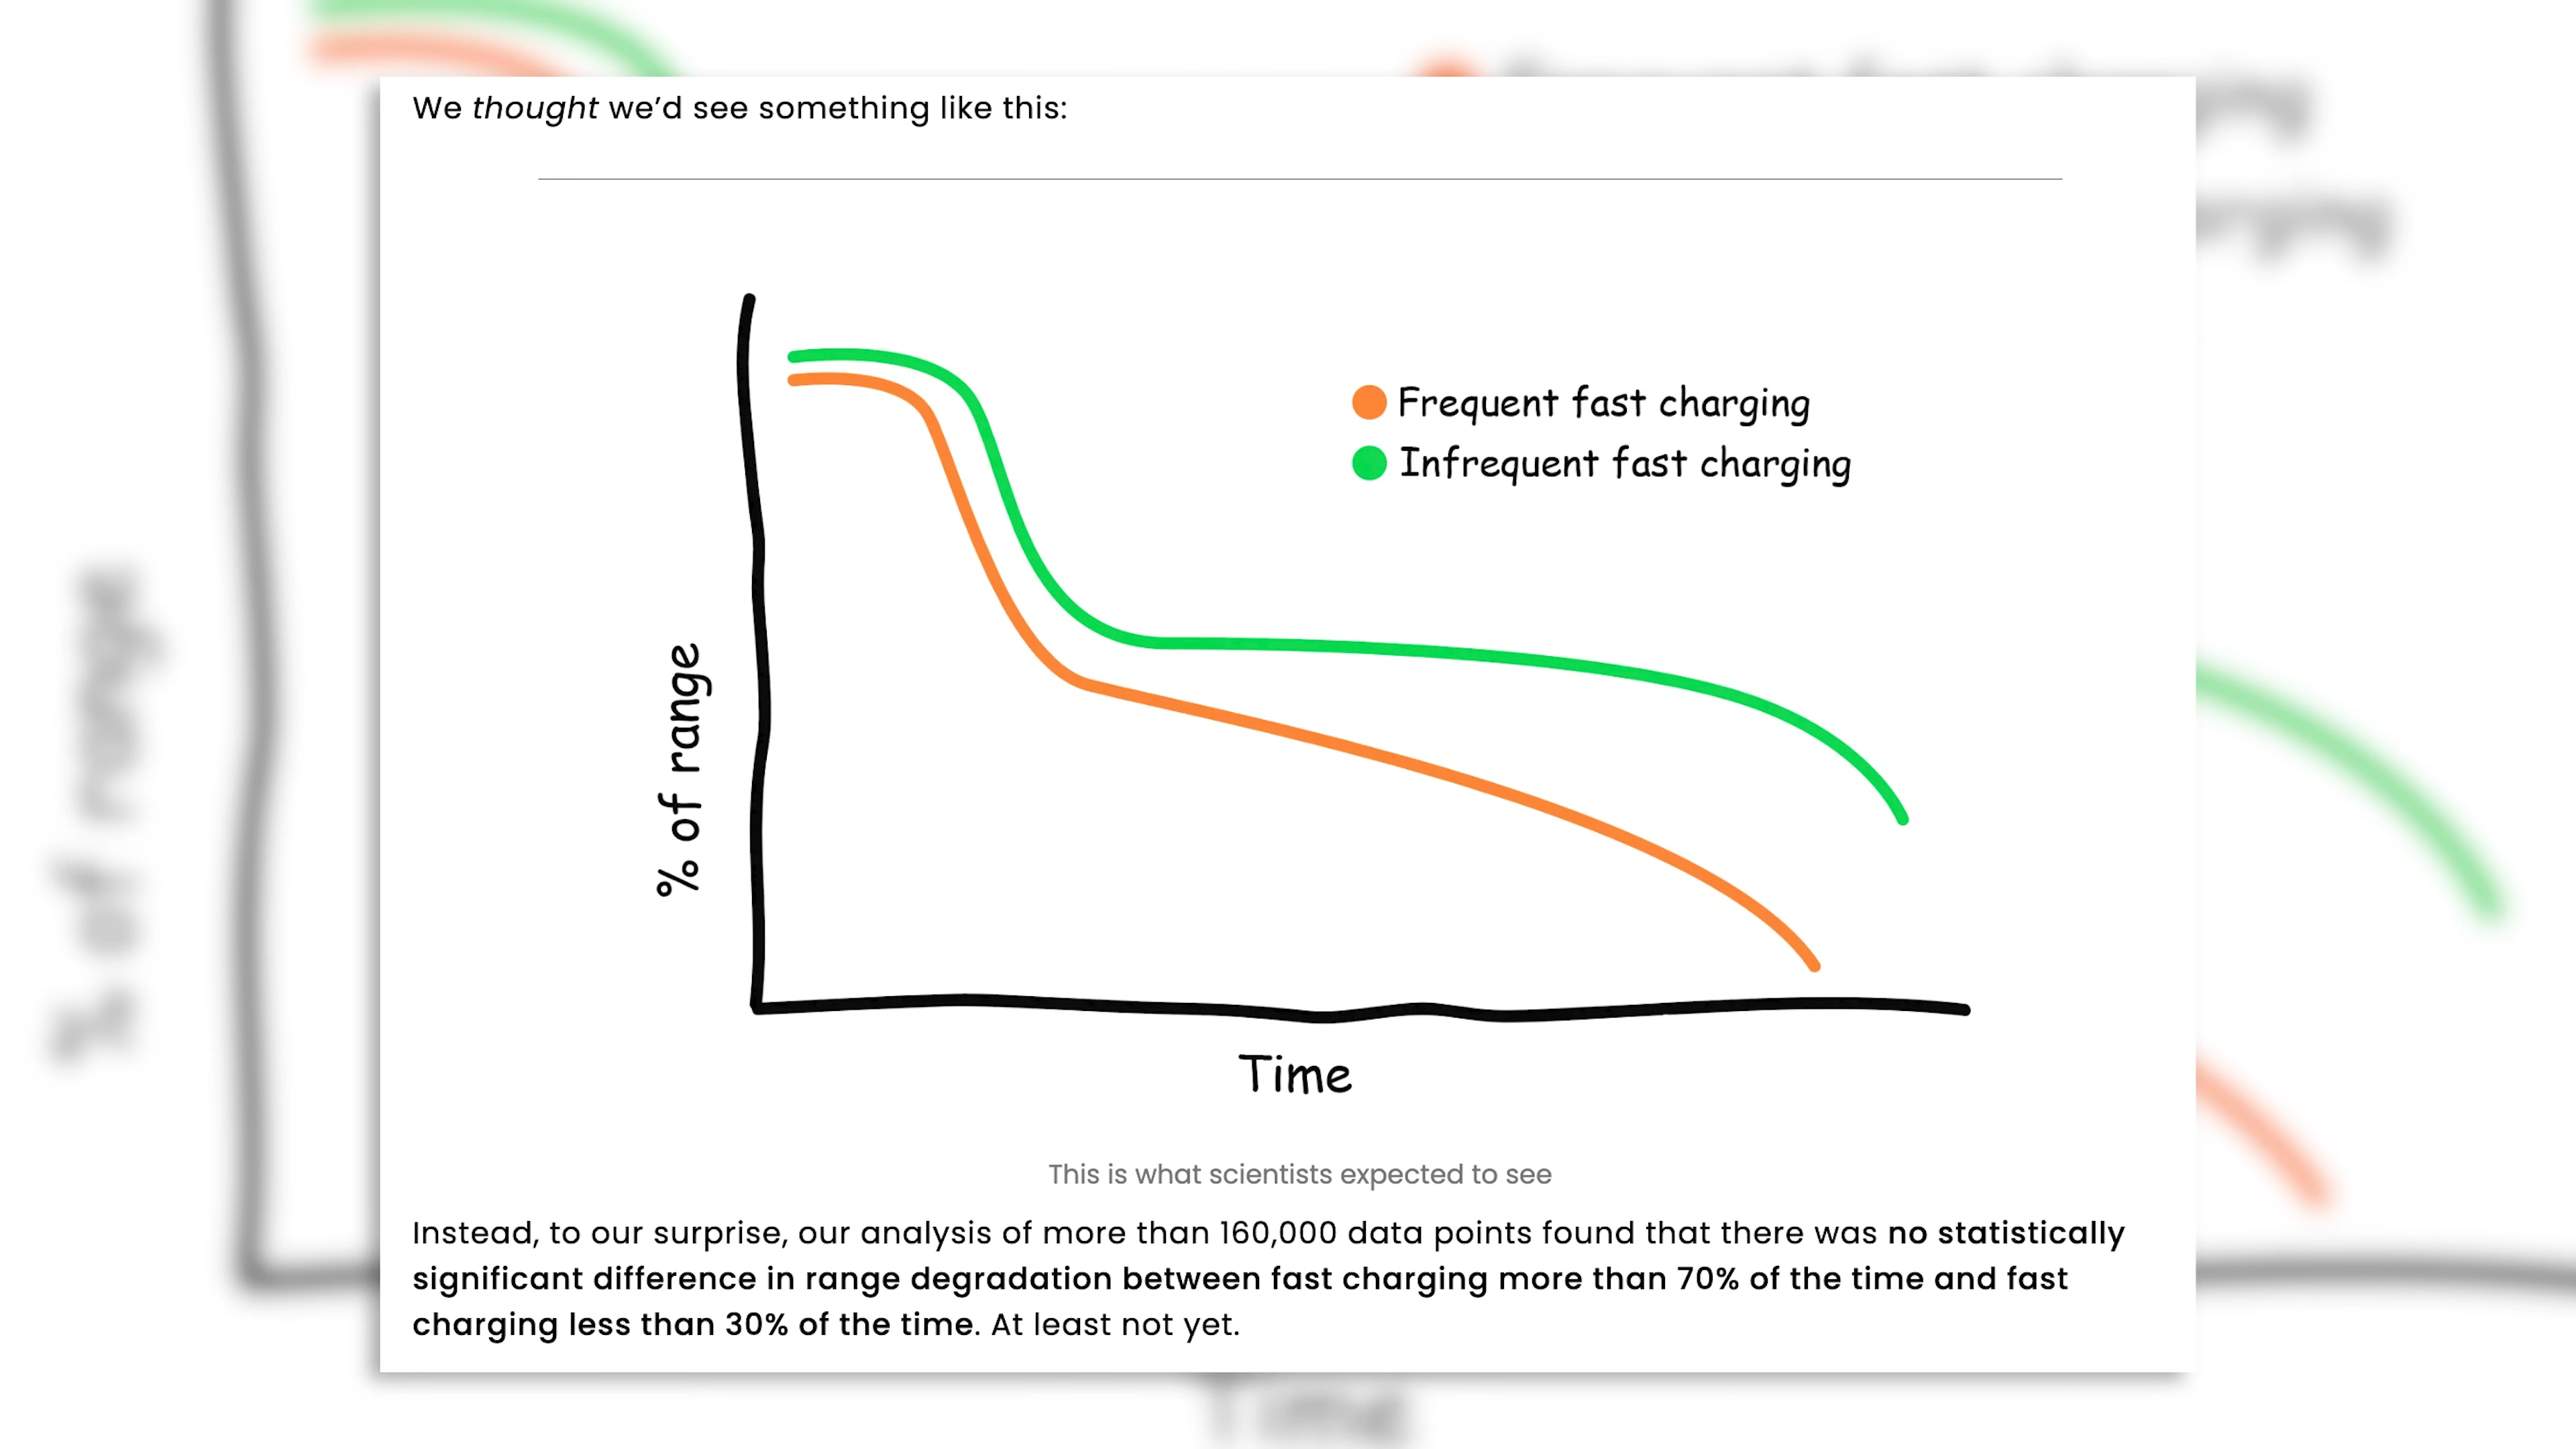 We thought we'd see something like this:
Frequent fast charging
Infrequent fast charging
% of range
Time
This is what scientists expected to see
Instead, to our surprise, our analysis of more than 160,000 data points found that there was no statistically
significant difference in range degradation between fast charging more than 70% of the time and fast
charging less than 30% of the time. At least not yet.